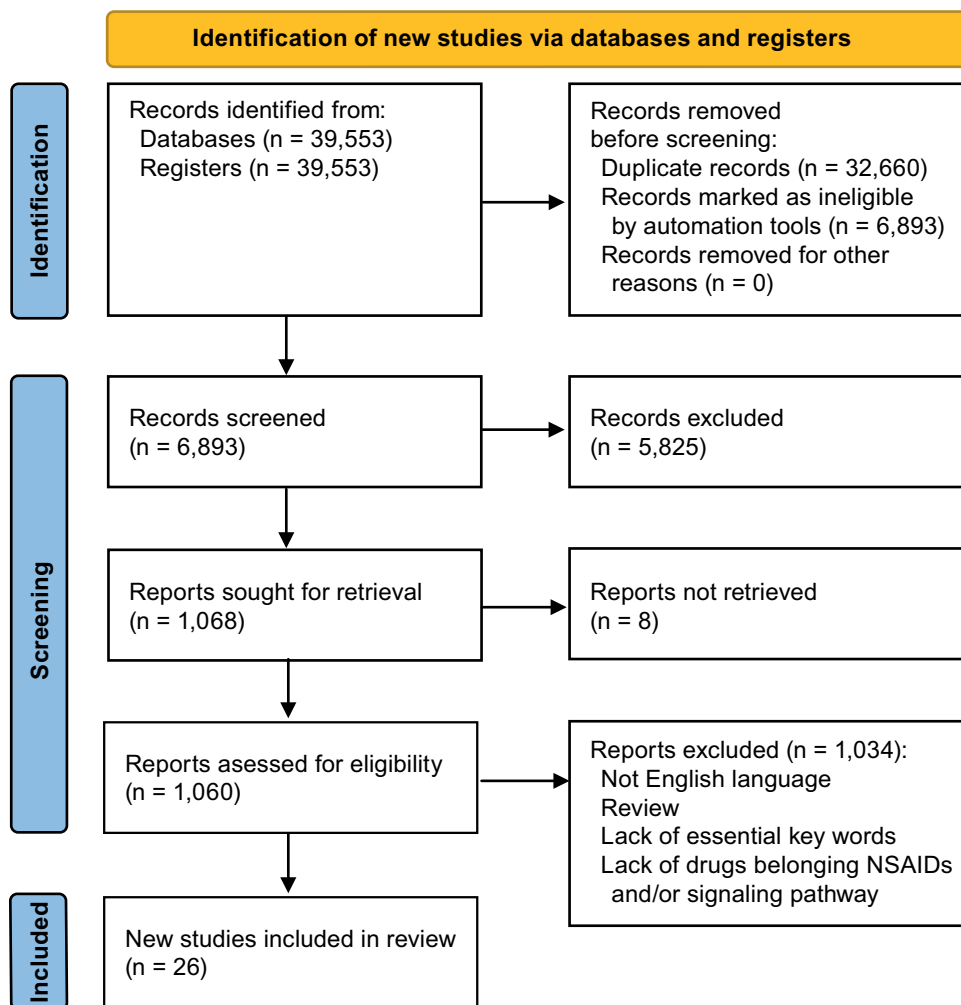 Identification of new studies via databases and registers
Identification
Records identified from:
Databases (n = 39,553)
Registers (n = 39,553)
Records removed
before screening:
Duplicate records (n = 32,660)
Records marked as ineligible
by automation tools (n = 6,893)
Records removed for other
reasons (n = 0)
Screening
Records screened
(n = 6,893)
Records excluded
(n = 5,825)
Reports sought for retrieval
(n = 1,068)
Reports not retrieved
(n = 8)
Reports asessed for eligibility
(n = 1,060)
Reports excluded (n = 1,034):
Not English language
Review
Lack of essential key words
Lack of drugs belonging NSAIDs
and/or signaling pathway
Included
New studies included in review
(n = 26)